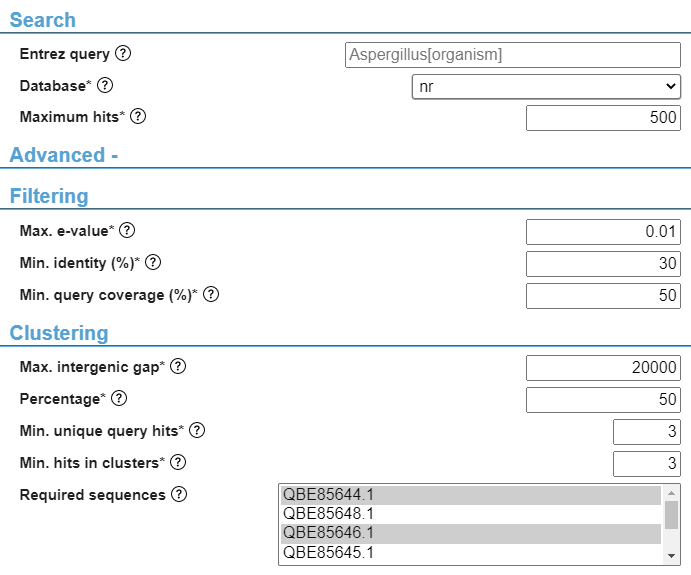 Search
Entrez query ? Aspergillus[organism]
Database* ? nr
Maximum hits* ? 500
Advanced -
Filtering
Max. e-value* ? 0.01
Min. identity (%)* ? 30
Min. query coverage (%)* ? 50
Clustering
Max. intergenic gap* ? 20000
Percentage* ? 50
Min. unique query hits* ? 3
Min. hits in clusters* ? 3
Required sequences ? QBE85644.1
QBE85648.1
QBE85646.1
QBE85645.1